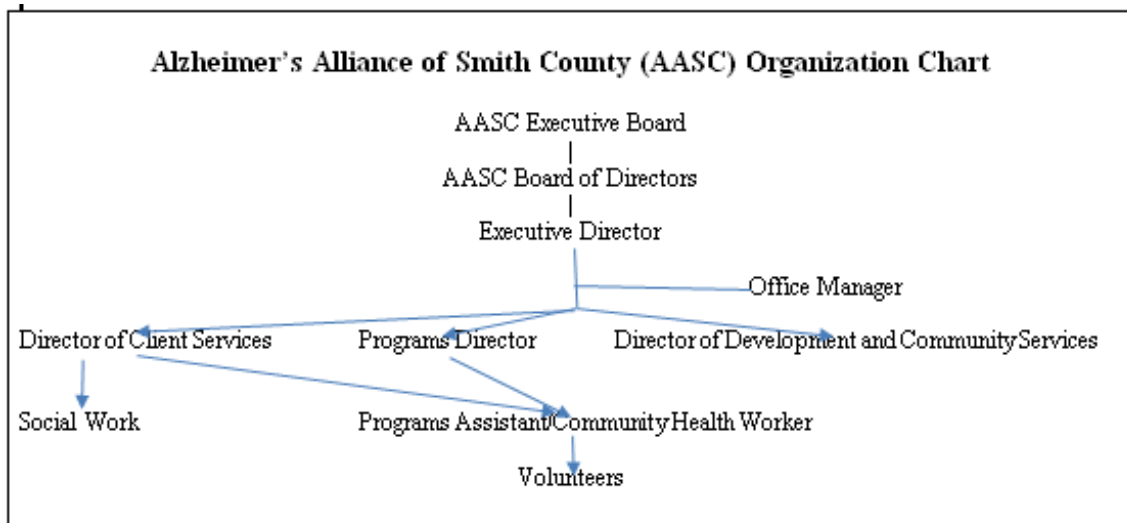 Alzheimer's Alliance of Smith County (AASC) Organization Chart
AASC Executive Board
AASC Board of Directors
Executive Director
Office Manager
Director of Client Services
Programs Director
Director of Development and Community Services
Social Work
Programs Assistant/Community Health Worker
Volunteers